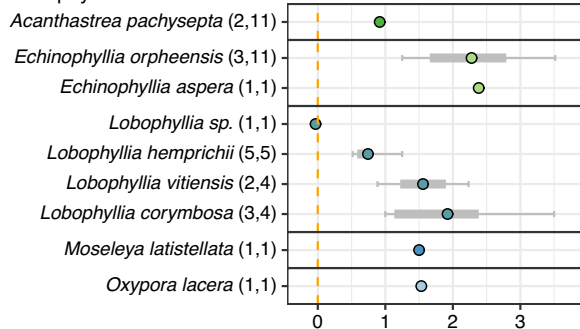 Acanthastrea pachysepta (2,11)
Echinophyllia orpheensis (3,11)
Echinophyllia aspera (1,1)
Lobophyllia sp. (1,1)
Lobophyllia hemprichii (5,5)
Lobophyllia vitiensis (2,4)
Lobophyllia corymbosa (3,4)
Moseleya latistellata (1,1)
Oxypora lacera (1,1)
0 1 2 3